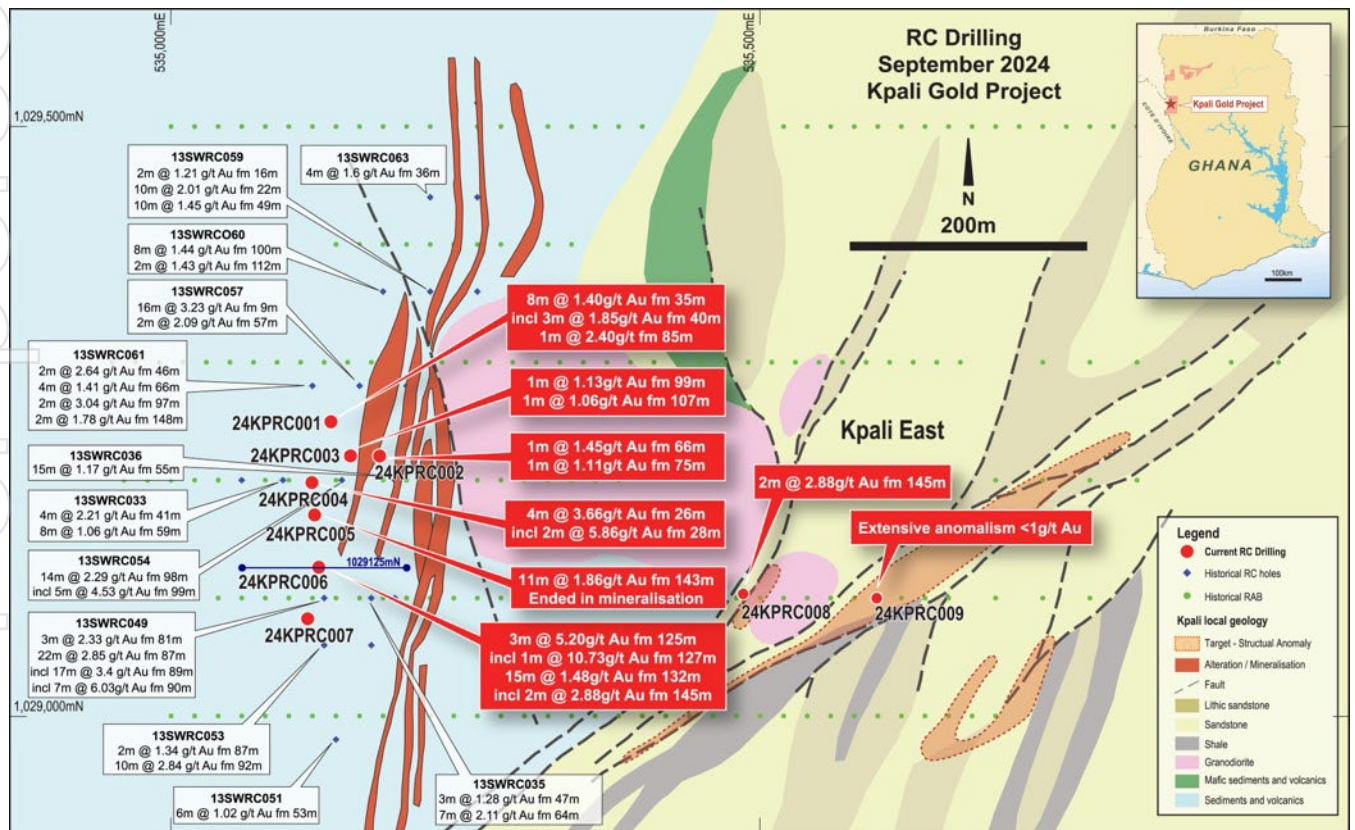 535,000mE
535,500mE
RC Drilling
September 2024
Kpali Gold Project
Burkina Faso
Kpali Gold Project
COTE D'IVOIRE
GHANA
100km
1,029,500mN
N
200m
13SWRC059
2m @ 1.21 g/t Au fm 16m
10m @ 2.01 g/t Au fm 22m
10m @ 1.45 g/t Au fm 49m
13SWRC063
4m @ 1.6 g/t Au fm 36m
13SWRCO60
8m @ 1.44 g/t Au fm 100m
2m @ 1.43 g/t Au fm 112m
13SWRC057
16m @ 3.23 g/t Au fm 9m
2m @ 2.09 g/t Au fm 57m
13SWRC061
2m @ 2.64 g/t Au fm 46m
4m @ 1.41 g/t Au fm 66m
2m @ 3.04 g/t Au fm 97m
2m @ 1.78 g/t Au fm 148m
13SWRC036
15m @ 1.17 g/t Au fm 55m
13SWRC033
4m @ 2.21 g/t Au fm 41m
8m @ 1.06 g/t Au fm 59m
13SWRC054
14m @ 2.29 g/t Au fm 98m
incl 5m @ 4.53 g/t Au fm 99m
13SWRC049
3m @ 2.33 g/t Au fm 81m
22m @ 2.85 g/t Au fm 87m
incl 17m @ 3.4 g/t Au fm 89m
incl 7m @ 6.03g/t Au fm 90m
1,029,000mN
13SWRC053
2m @ 1.34 g/t Au fm 87m
10m @ 2.84 g/t Au fm 92m
13SWRC051
6m @ 1.02 g/t Au fm 53m
13SWRC035
3m @ 1.28 g/t Au fm 47m
7m @ 2.11 g/t Au fm 64m
24KPRC001
24KPRC003
24KPRC002
24KPRC004
24KPRC005
1029125mN
24KPRC006
24KPRC007
8m @ 1.40g/t Au fm 35m
incl 3m @ 1.85g/t Au fm 40m
1m @ 2.40g/t fm 85m
1m @ 1.13g/t Au fm 99m
1m @ 1.06g/t Au fm 107m
1m @ 1.45g/t Au fm 66m
1m @ 1.11g/t Au fm 75m
4m @ 3.66g/t Au fm 26m
incl 2m @ 5.86g/t Au fm 28m
11m @ 1.86g/t Au fm 143m
Ended in mineralisation
3m @ 5.20g/t Au fm 125m
incl 1m @ 10.73g/t Au fm 127m
15m @ 1.48g/t Au fm 132m
incl 2m @ 2.88g/t Au fm 145m
Kpali East
2m @ 2.88g/t Au fm 145m
Extensive anomalism <1g/t Au
24KPRC008
24KPRC009
Legend
Current RC Drilling
Historical RC holes
Historical RAB
Kpali local geology
Target - Structual Anomaly
Alteration / Mineralisation
Fault
Lithic sandstone
Sandstone
Shale
Granodiorite
Mafic sediments and volcanics
Sediments and volcanics